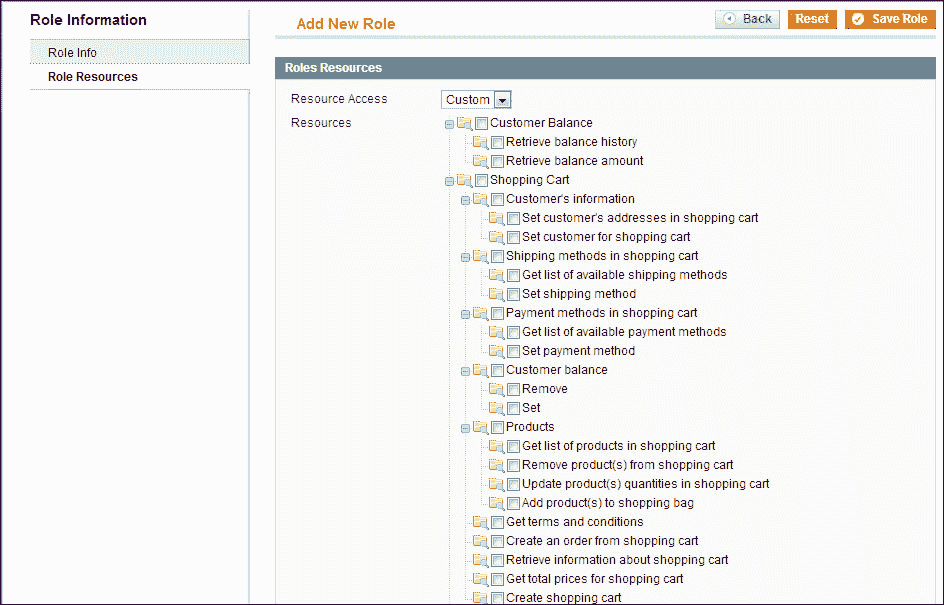 Role Information
Role Info
Role Resources
Add New Role
Back
Reset
Save Role
Roles Resources
Resource Access
Custom
Resources
Customer Balance
Retrieve balance history
Retrieve balance amount
Shopping Cart
Customer's information
Set customer's addresses in shopping cart
Set customer for shopping cart
Shipping methods in shopping cart
Get list of available shipping methods
Set shipping method
Payment methods in shopping cart
Get list of available payment methods
Set payment method
Customer balance
Remove
Set
Products
Get list of products in shopping cart
Remove product(s) from shopping cart
Update product(s) quantities in shopping cart
Add product(s) to shopping bag
Get terms and conditions
Create an order from shopping cart
Retrieve information about shopping cart
Get total prices for shopping cart
Create shopping cart